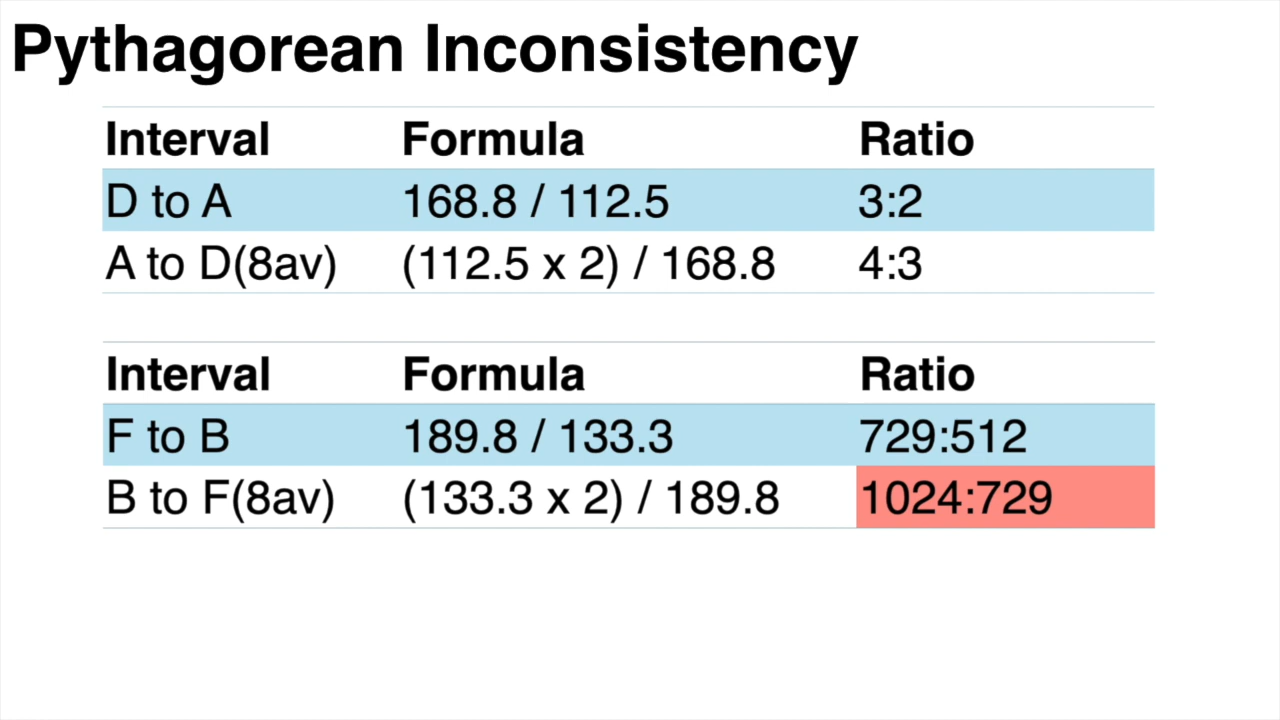 Pythagorean Inconsistency
Interval Formula Ratio
D to A 168.8 / 112.5 3:2
A to D(8av) (112.5 x 2) / 168.8 4:3
Interval Formula Ratio
F to B 189.8 / 133.3 729:512
B to F(8av) (133.3 x 2) / 189.8 1024:729